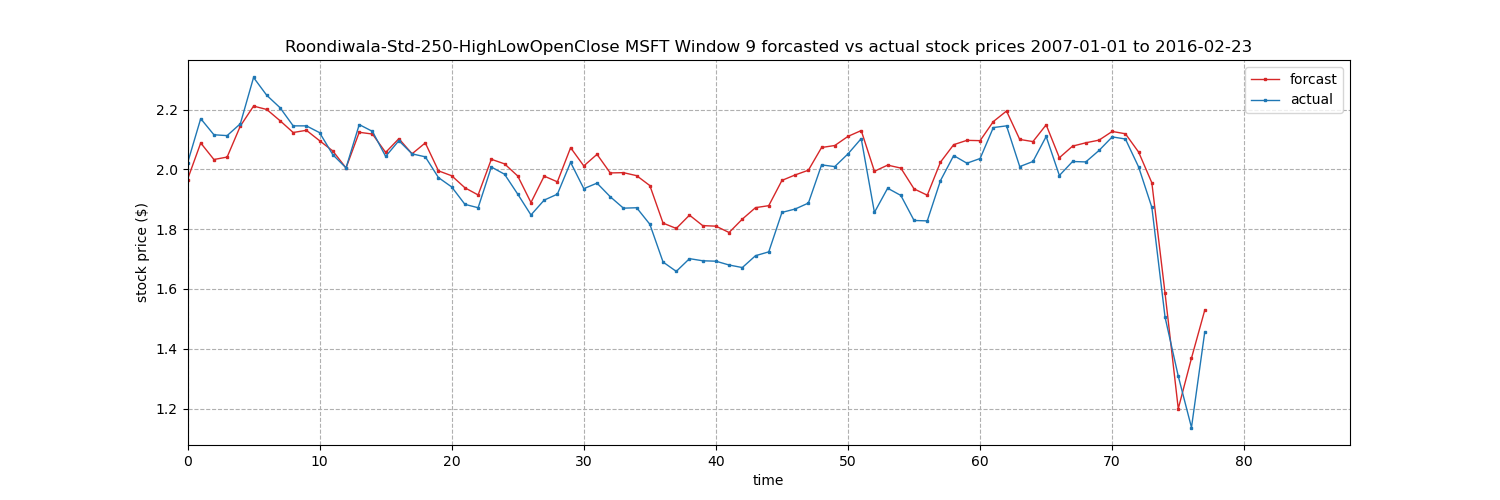 Roondiwala-Std-250-HighLowOpenClose MSFT Window 9 forcasted vs actual stock prices 2007-01-01 to 2016-02-23
forcast
actual
stock price ($)
2.2
2.0
1.8
1.6
1.4
1.2
0 10 20 30 40 50 60 70 80
time